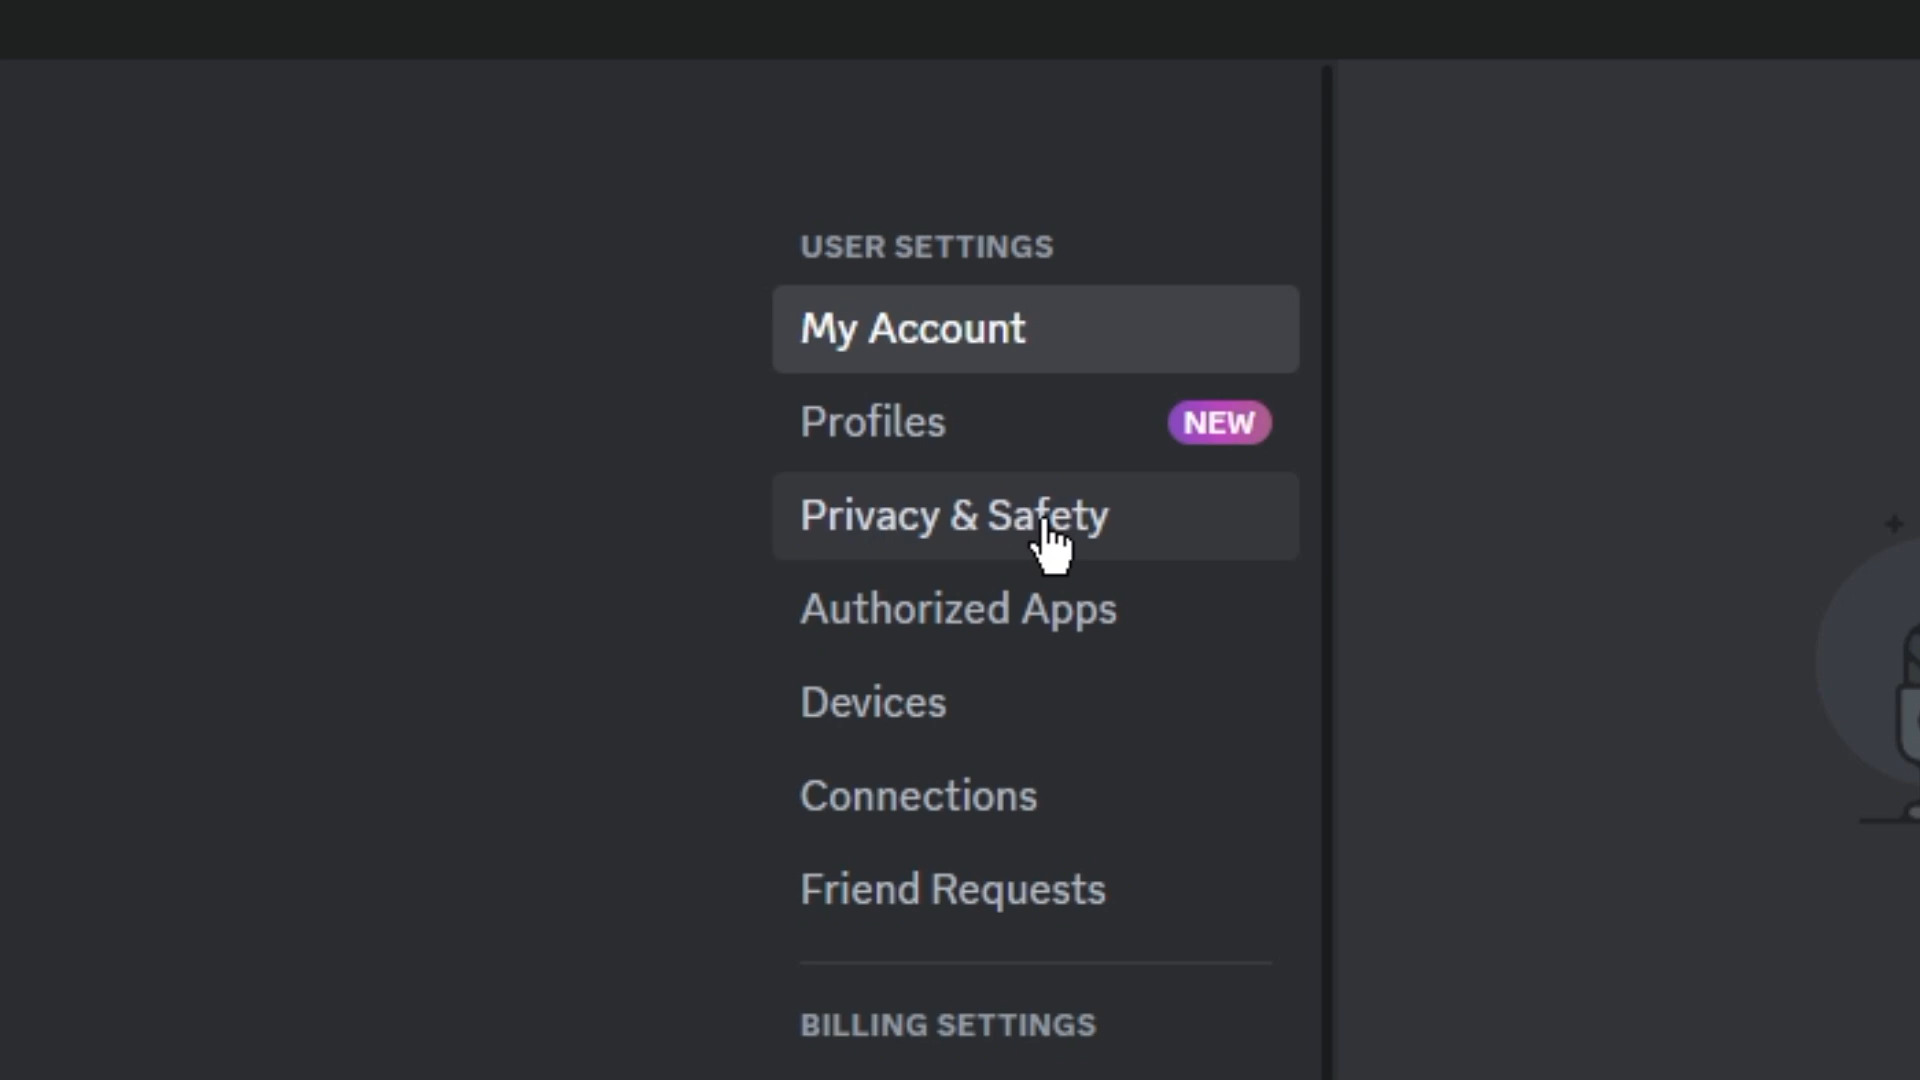 USER SETTINGS
My Account
Profiles NEW
Privacy & Safety
Authorized Apps
Devices
Connections
Friend Requests
BILLING SETTINGS